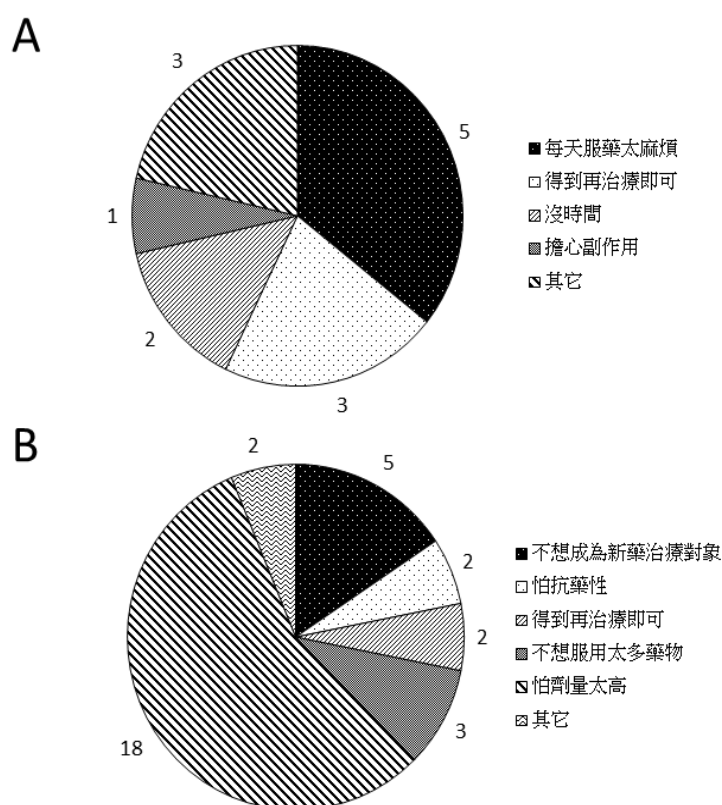 A
3
5
1
2
3
每天服藥太麻煩
得到再治療即可
沒時間
擔心副作用
其它
B
2
5
2
2
3
18
不想成為新藥治療對象
怕抗藥性
得到再治療即可
不想服用太多藥物
怕劑量太高
其它